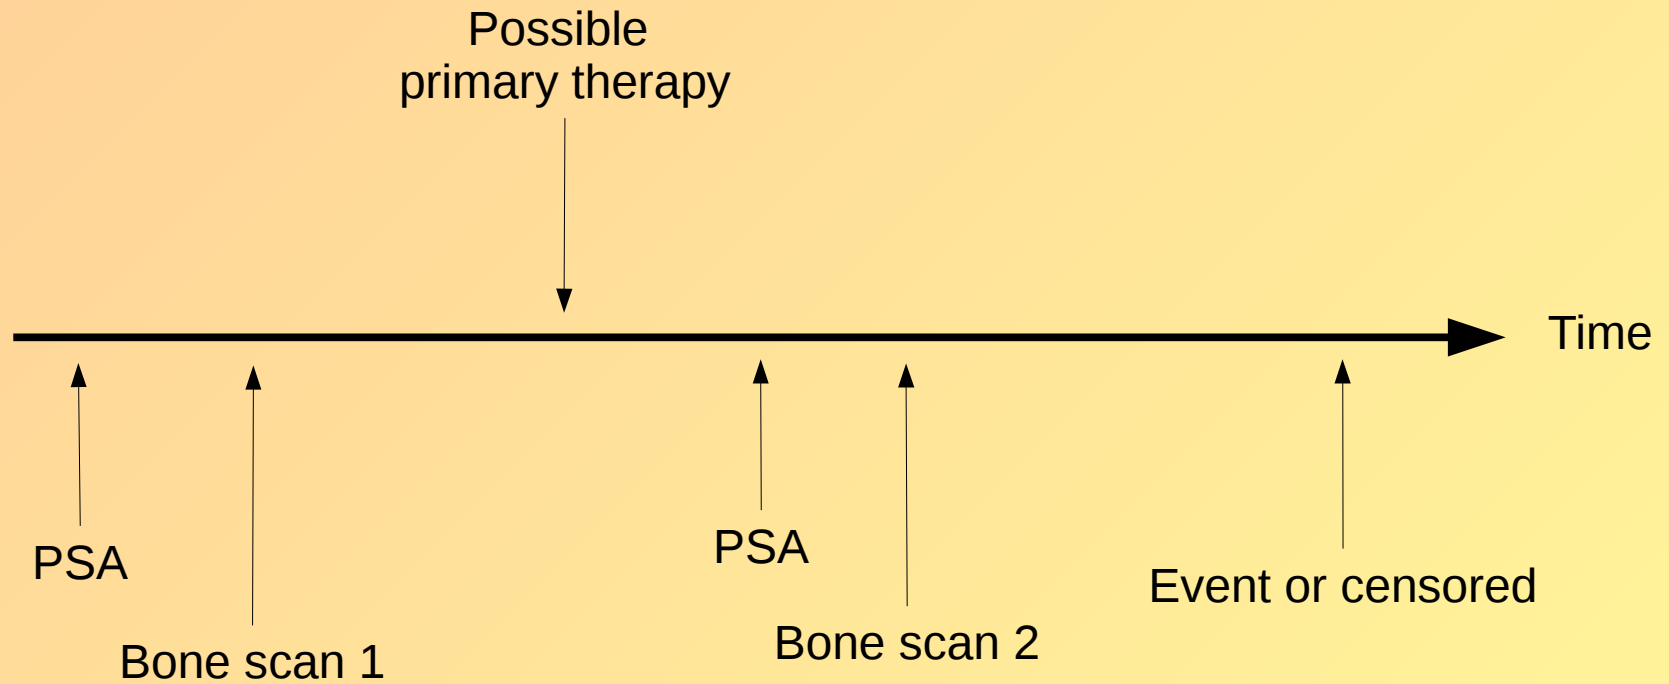 Possible
primary therapy
Time
PSA
Bone scan 1
PSA
Bone scan 2
Event or censored